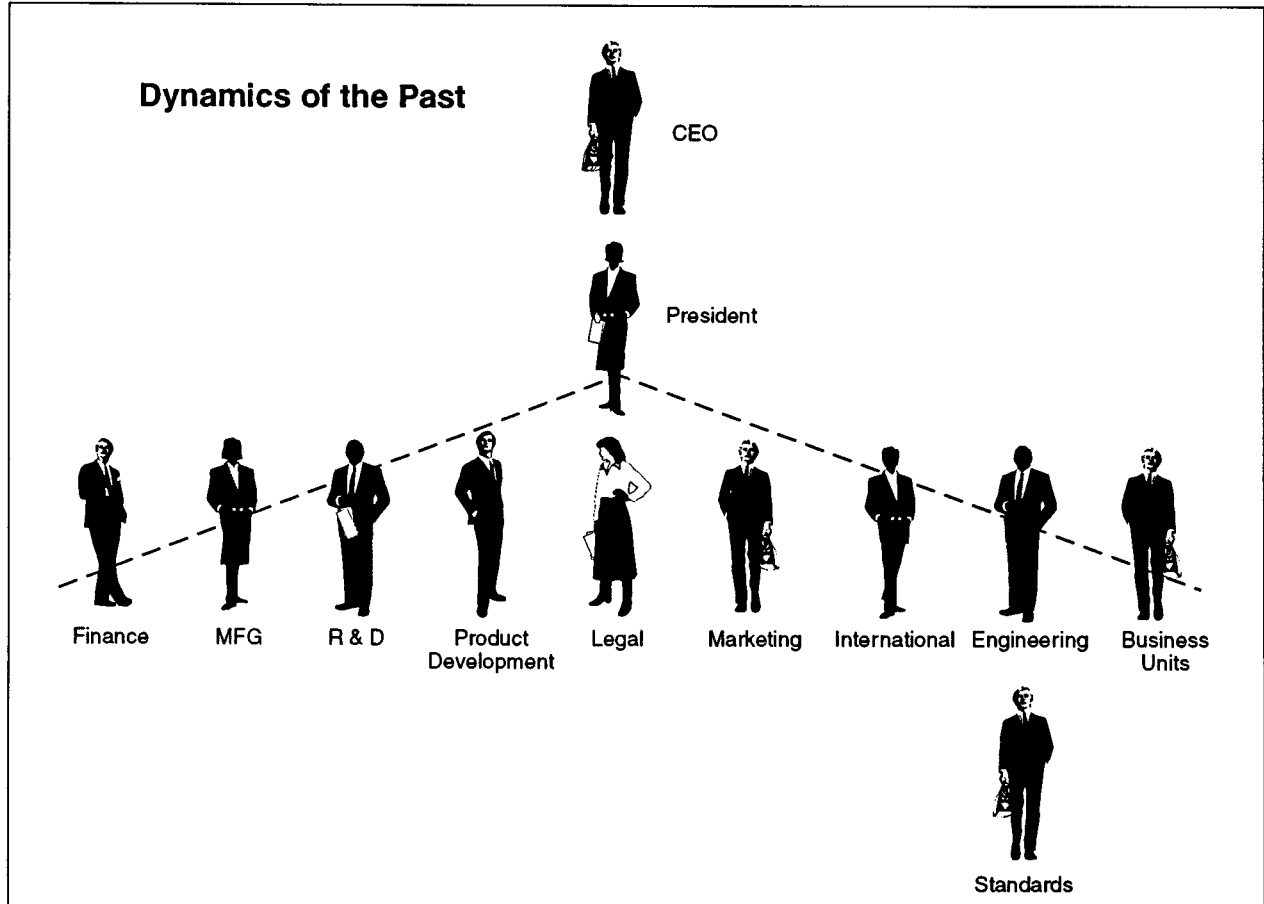 Dynamics of the Past
CEO
President
Finance
MFG
R & D
Product
Development
Legal
Marketing
International
Engineering
Business
Units
Standards